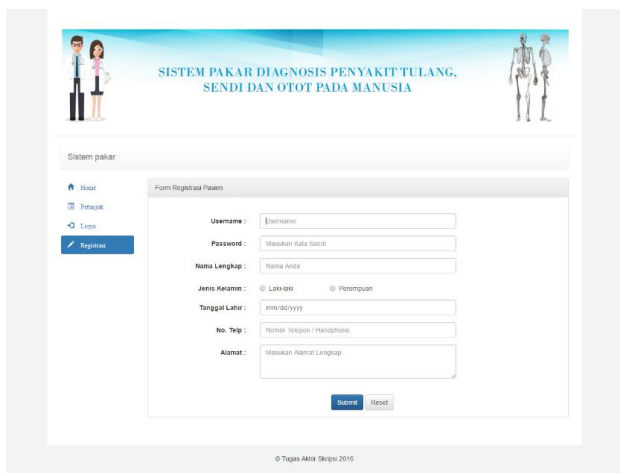 SISTEM PAKAR DIAGNOSIS PENYAKIT TULANG,
SENDI DAN OTOT PADA MANUSIA
Sistem pakar
Home
Petunjuk
Login
Registrasi
Form Registrasi Pasien
Username : Username
Password : Masukan Kata Sandi
Nama Lengkap : Nama Anda
Jenis Kelamin : Laki-laki Perempuan
Tanggal Lahir : mm/dd/yyyy
No. Telp : Nomor Telepon / Handphone
Alamat : Masukan Alamat Lengkap
Submit Reset
© Tugas Akhir Skripsi 2016